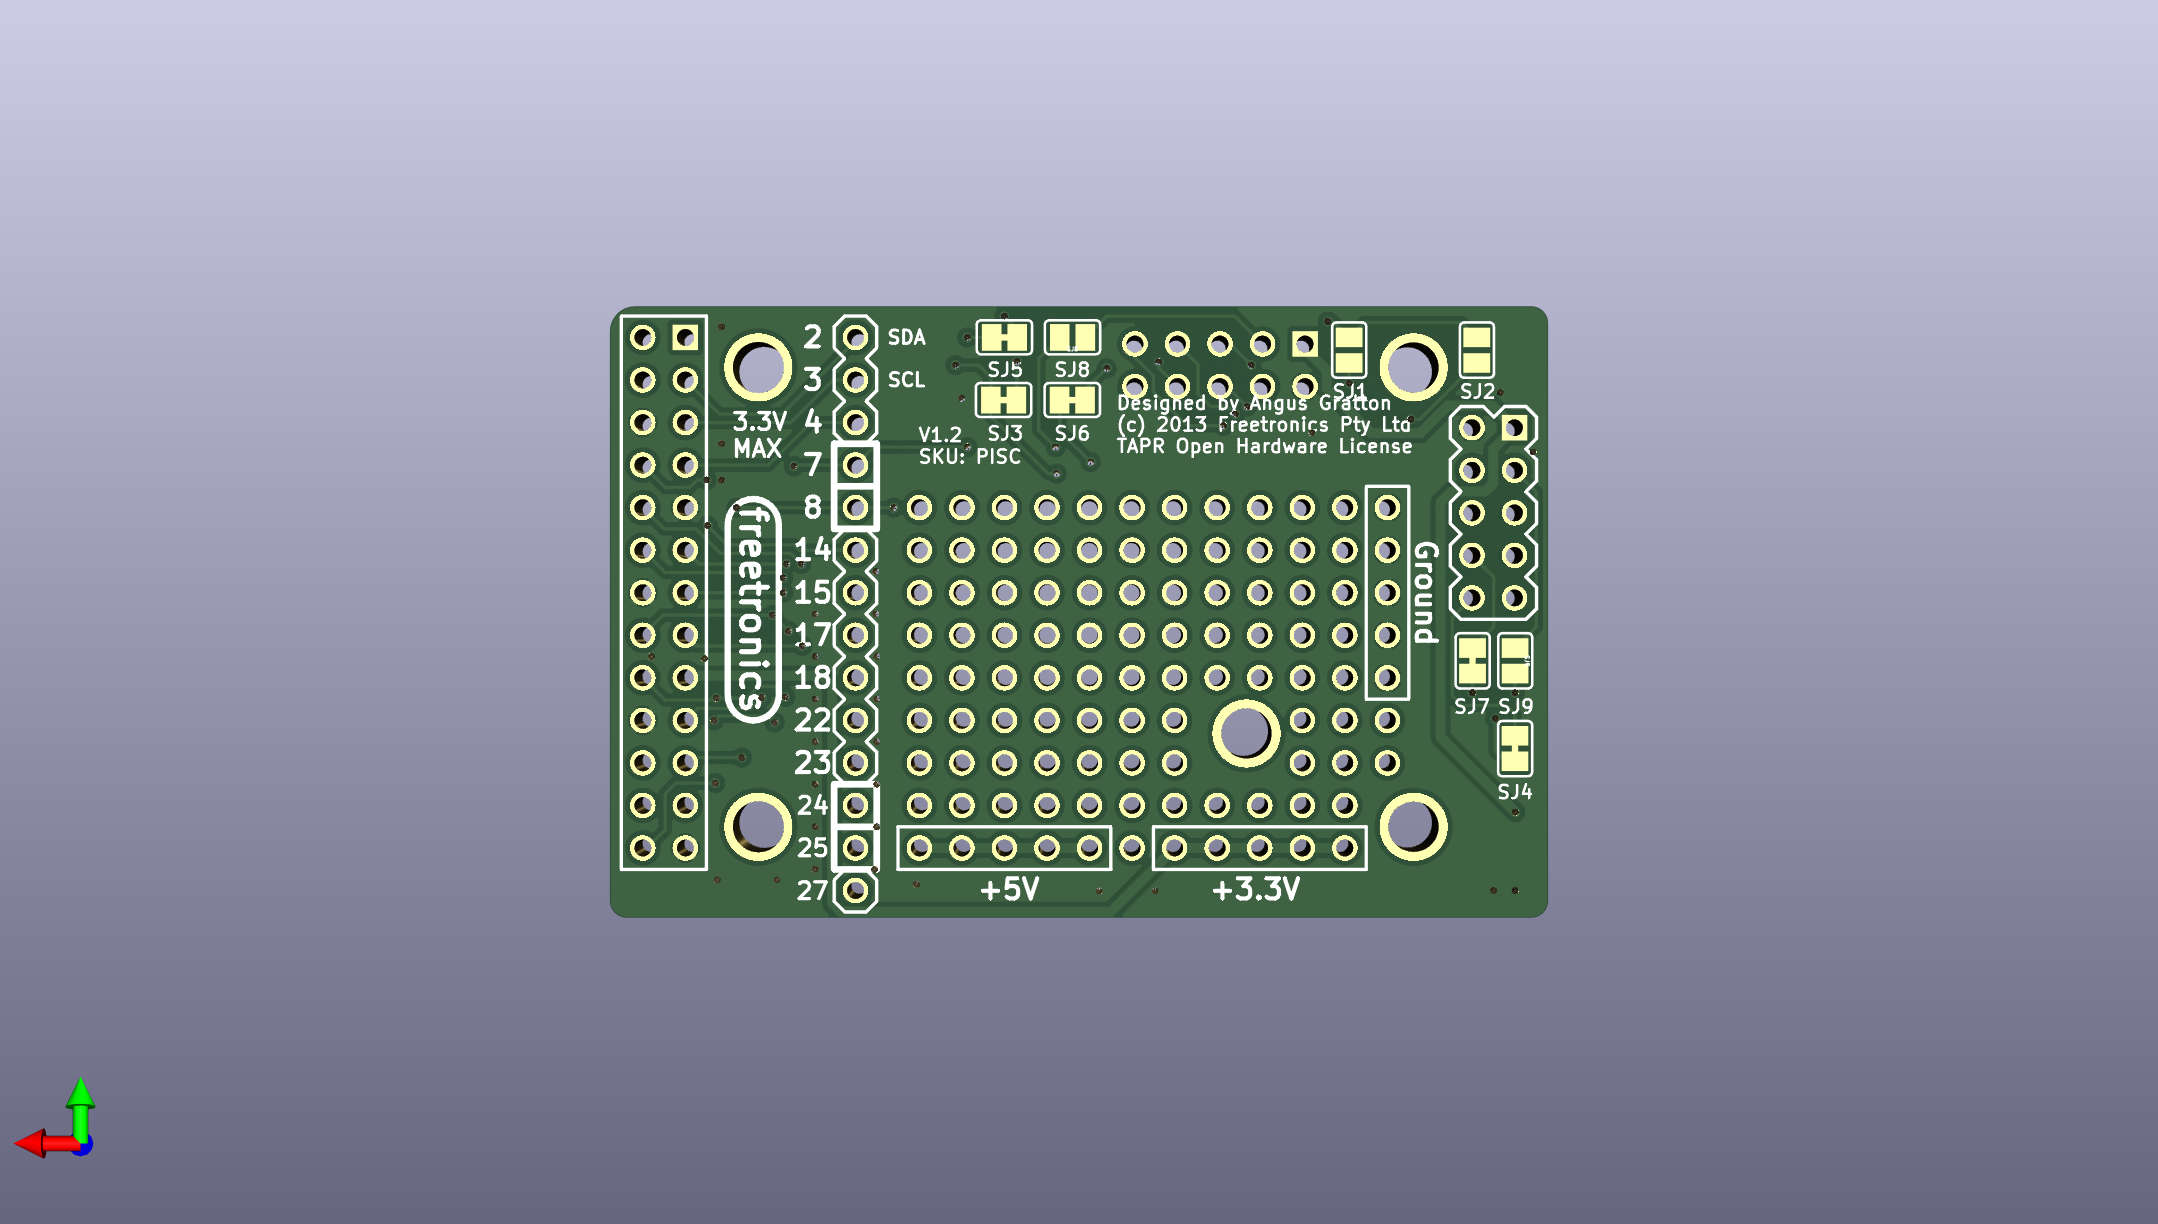 2 SDA
3 SCL
3.3V
MAX
4
7
8
14
15
17
18
22
23
24
25
27
freetronics
SJ5 SJ8
SJ3 SJ6
V1.2
SKU: PISC
SJ1 SJ2
Designed by Angus Gratton
(c) 2013 Freetronics Pty Ltd
TAPR Open Hardware License
Ground
SJ7 SJ9
SJ4
+5V +3.3V